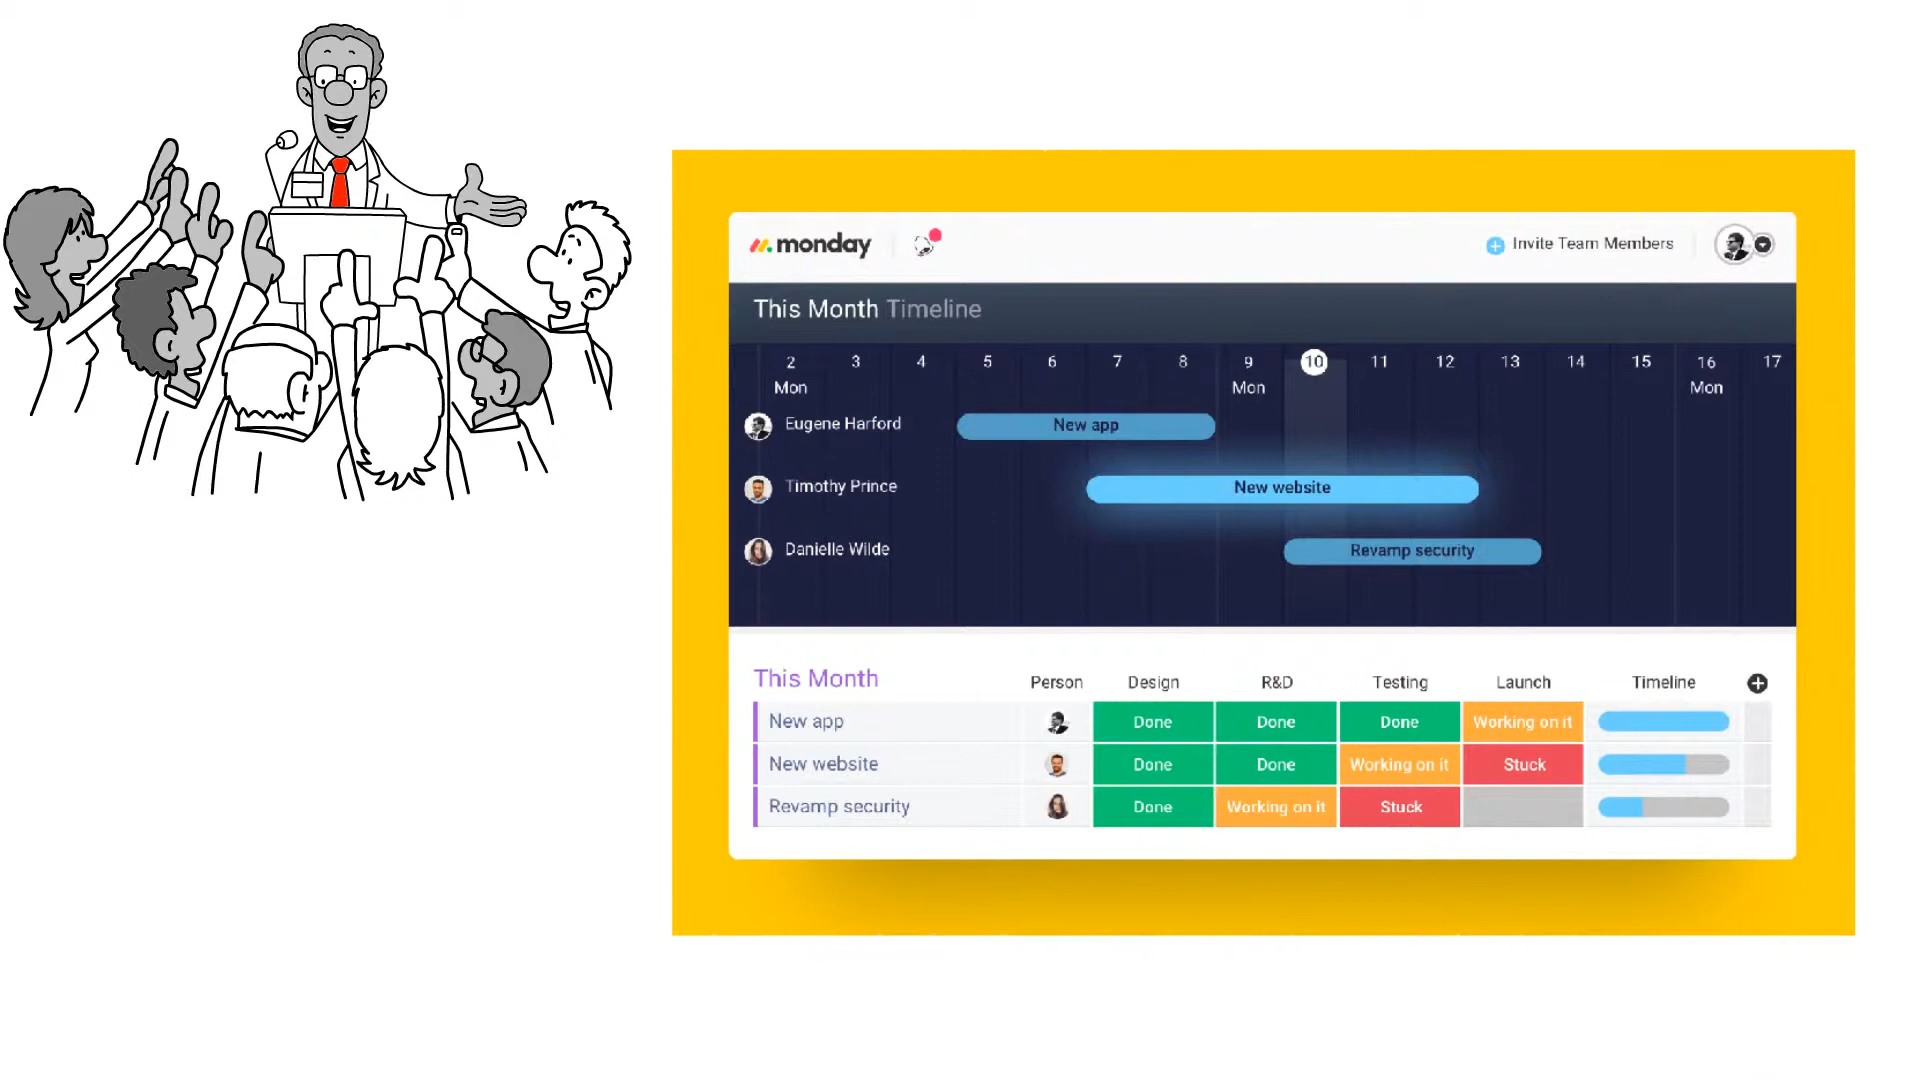 monday
Invite Team Members
This Month Timeline
2 3 4 5 6 7 8 9 10 11 12 13 14 15 16 17
Mon Mon Mon
Eugene Harford New app
Timothy Prince New website
Danielle Wilde Revamp security
This Month Person Design R&D Testing Launch Timeline
New app Done Done Done Working on it
New website Done Done Working on it Stuck
Revamp security Done Working on it Stuck